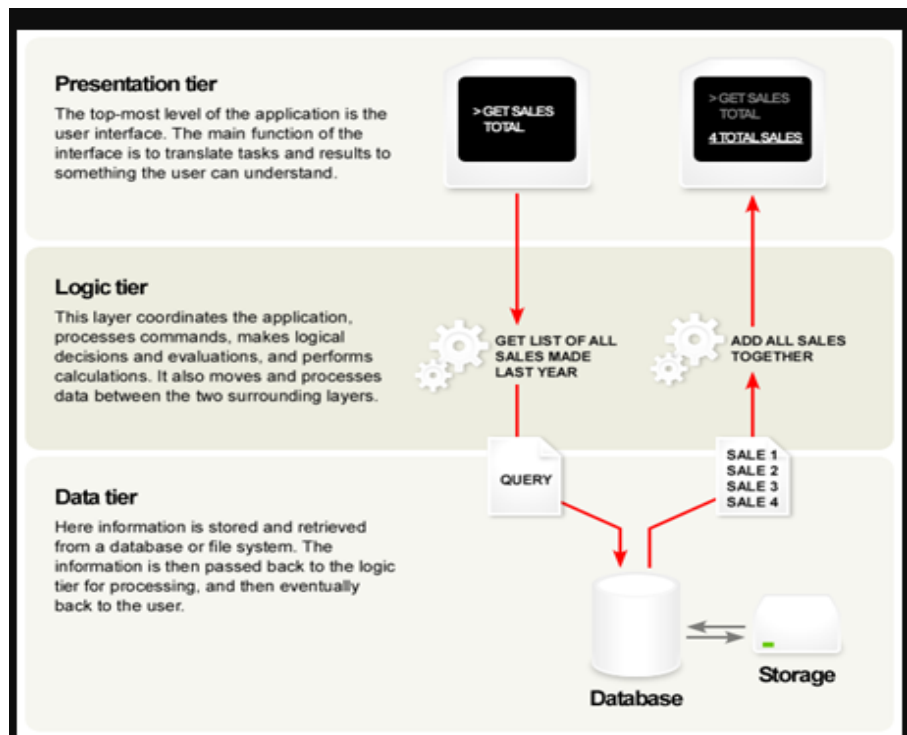 Presentation tier
The top-most level of the application is the
user interface. The main function of the
interface is to translate tasks and results to
something the user can understand.
> GET SALES
TOTAL
> GET SALES
TOTAL
4 TOTAL SALES
Logic tier
This layer coordinates the application,
processes commands, makes logical
decisions and evaluations, and performs
calculations. It also moves and processes
data between the two surrounding layers.
GET LIST OF ALL
SALES MADE
LAST YEAR
ADD ALL SALES
TOGETHER
Data tier
Here information is stored and retrieved
from a database or file system. The
information is then passed back to the logic
tier for processing, and then eventually
back to the user.
QUERY
SALE 1
SALE 2
SALE 3
SALE 4
Database
Storage